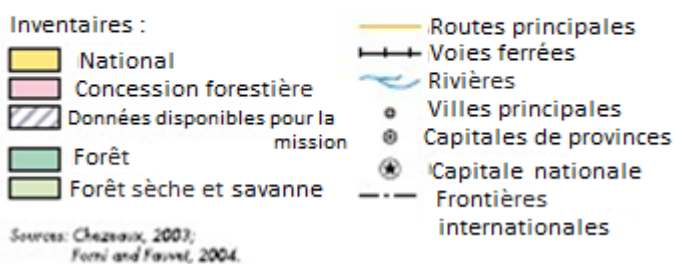 Inventaires :
National
Concession forestière
Données disponibles pour la
mission
Forêt
Forêt sèche et savanne
Sources: Chezeaux, 2003;
Forni and Fauvet, 2004.
Routes principales
Voies ferrées
Rivières
Villes principales
Capitales de provinces
Capitale nationale
Frontières
internationales